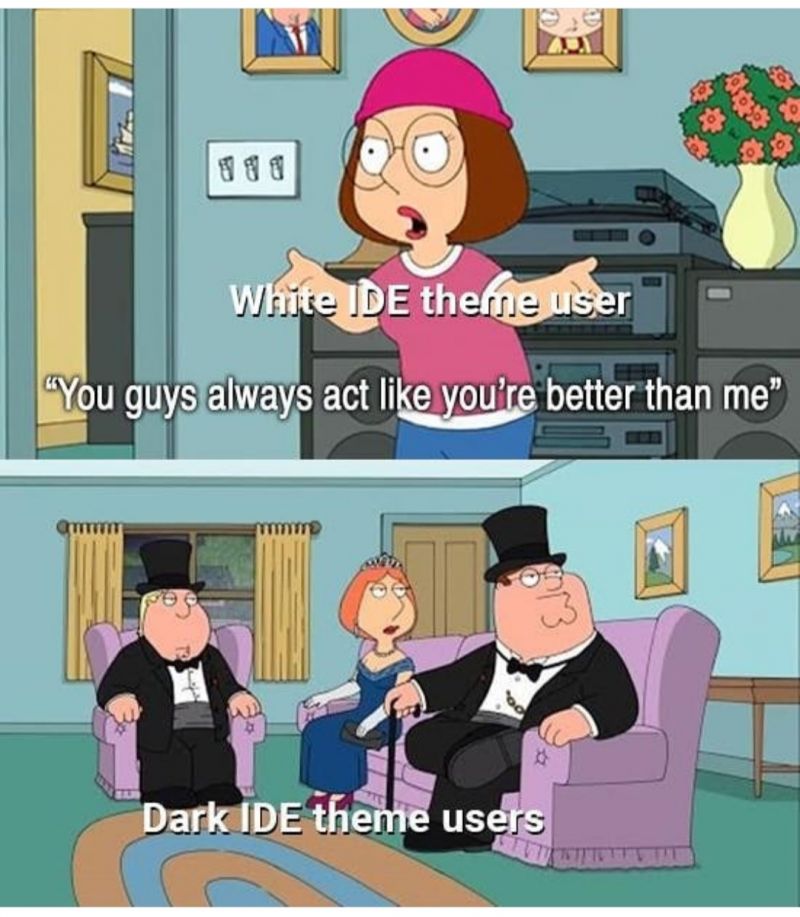 White IDE theme user
“You guys always act like you're better than me”
Dark IDE theme users